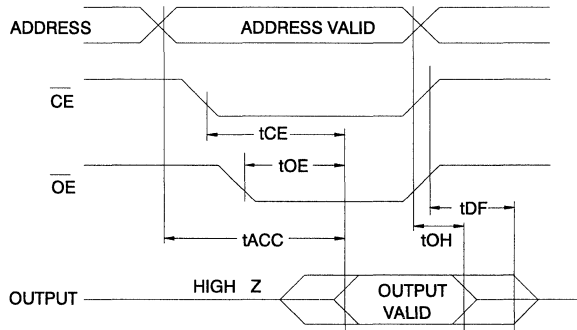 ADDRESS
ADDRESS VALID
CE
tCE
OE
tOE
tDF
tACC
tOH
OUTPUT
HIGH Z
OUTPUT
VALID